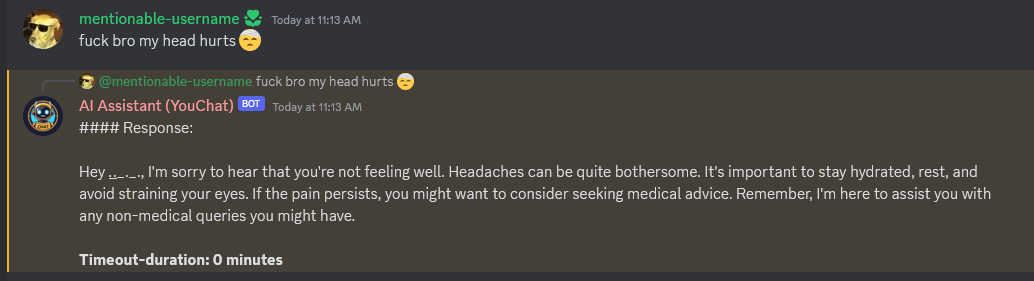 mentionable-username Today at 11:13 AM
fuck bro my head hurts 🤕
@mentionable-username fuck bro my head hurts 🤕
AI Assistant (YouChat) BOT Today at 11:13 AM
#### Response:
Hey .._._., I'm sorry to hear that you're not feeling well. Headaches can be quite bothersome. It's important to stay hydrated, rest, and
avoid straining your eyes. If the pain persists, you might want to consider seeking medical advice. Remember, I'm here to assist you with
any non-medical queries you might have.
Timeout-duration: 0 minutes